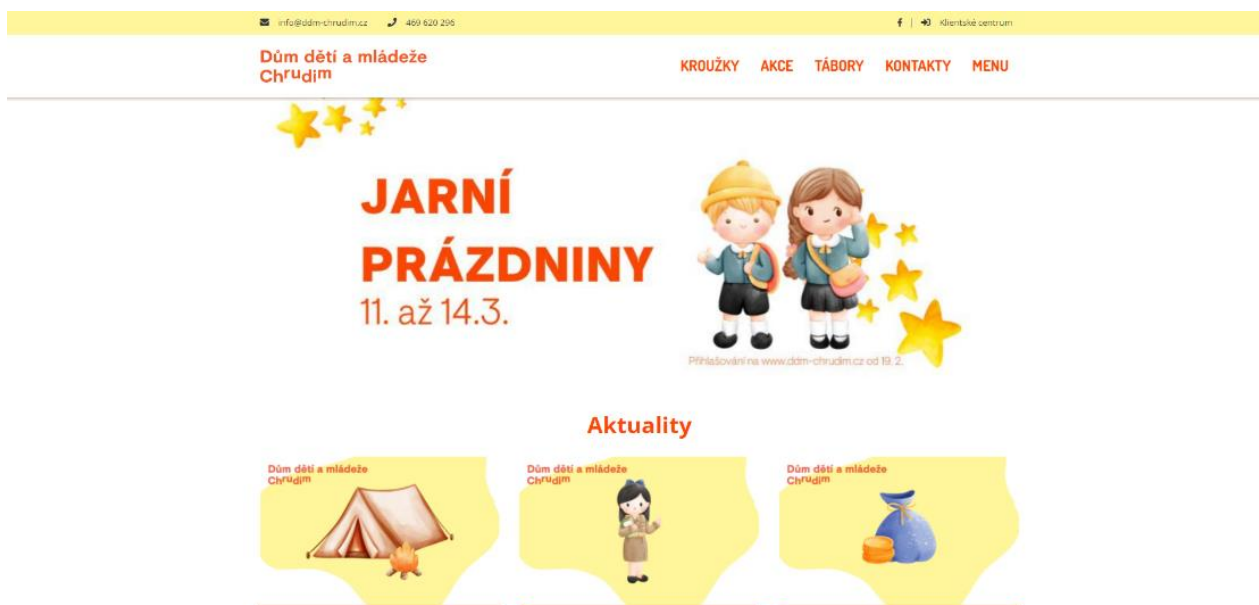 info@ddm-chrudim.cz 469 620 296
Klientské centrum
Dům dětí a mládeže
Chrudim
KROUŽKY AKCE TÁBORY KONTAKTY MENU
JARNÍ
PRÁZDNINY
11. až 14.3.
Přihlašování na www.ddm-chrudim.cz od 19. 2.
Aktuality
Dům dětí a mládeže
Chrudim
Dům dětí a mládeže
Chrudim
Dům dětí a mládeže
Chrudim